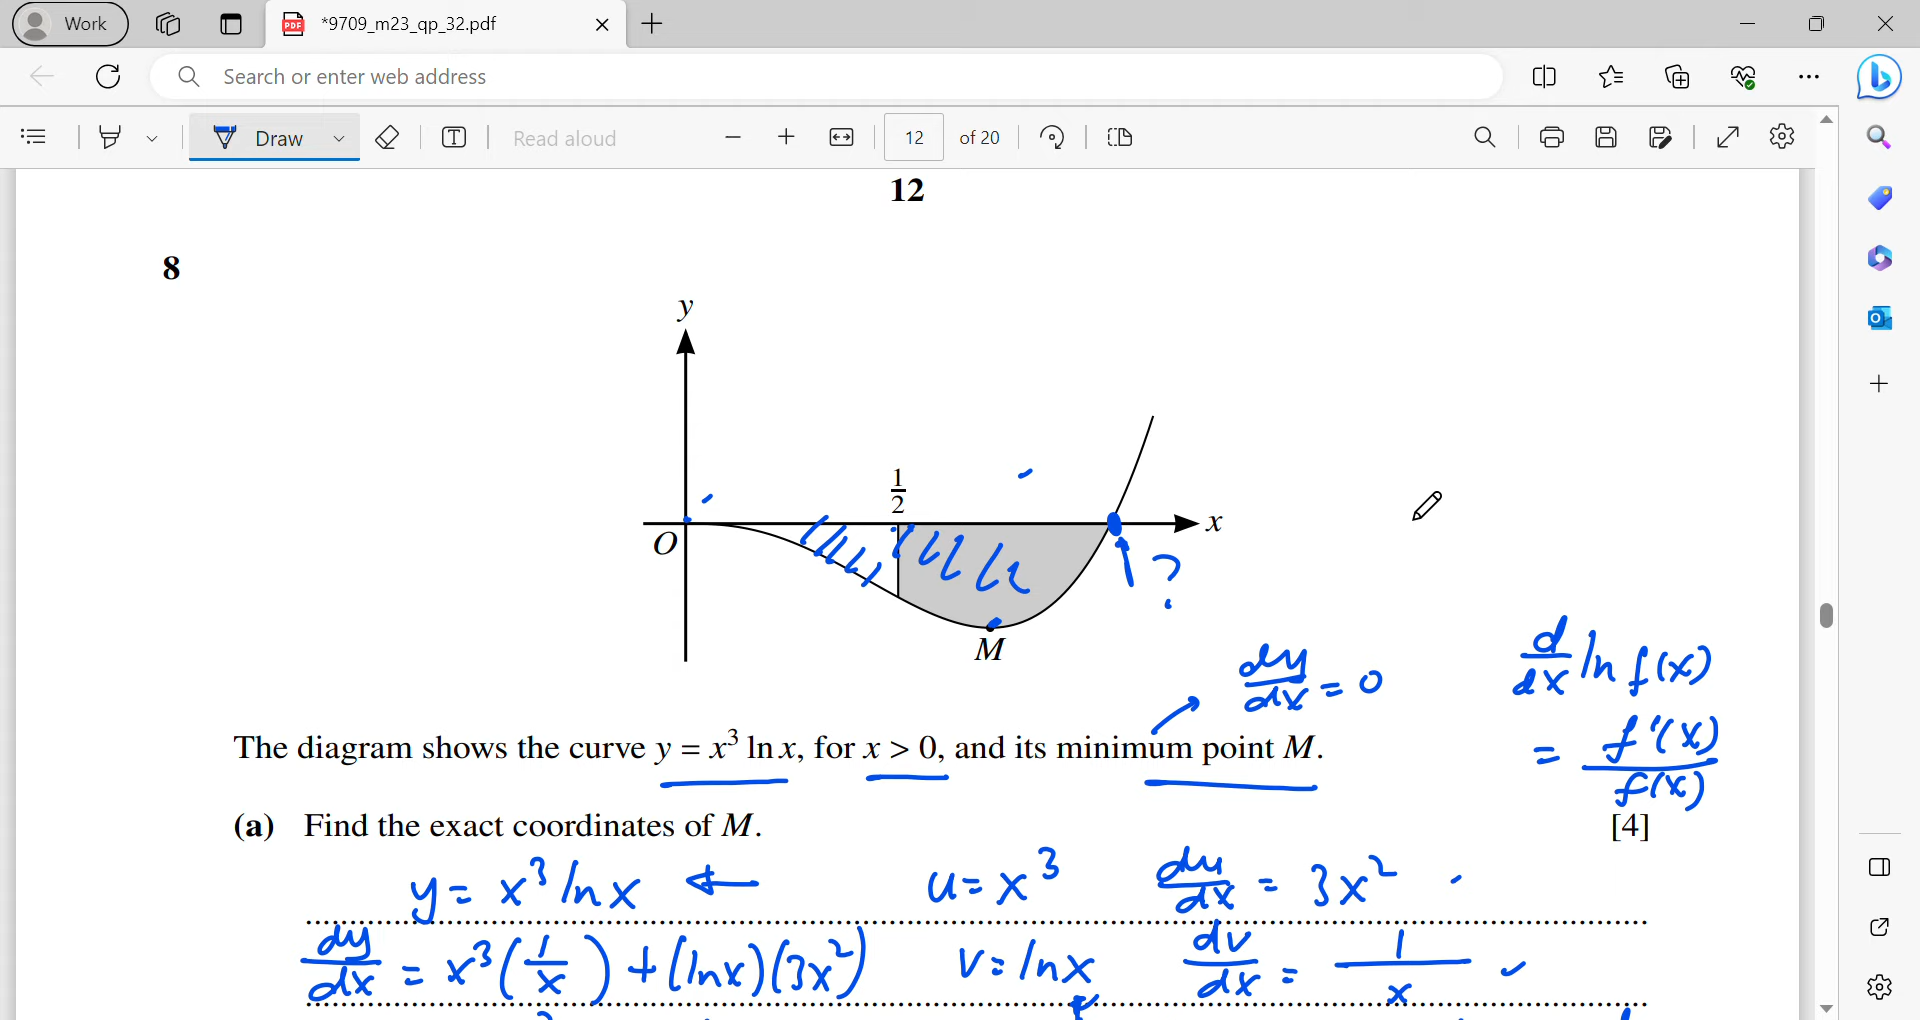 Work
*9709_m23_qp_32.pdf
Search or enter web address
Draw
Read aloud
12 of 20
12
8
y
1/2
O
x
?
M
dy/dx = 0
d/dx ln f(x)
= f'(x)/f(x)
The diagram shows the curve y = x³ ln x, for x > 0, and its minimum point M.
(a) Find the exact coordinates of M. [4]
y = x³ ln x ← u = x³ du/dx = 3x²
dy/dx = x³(1/x) + (ln x)(3x²) v = ln x dv/dx = 1/x